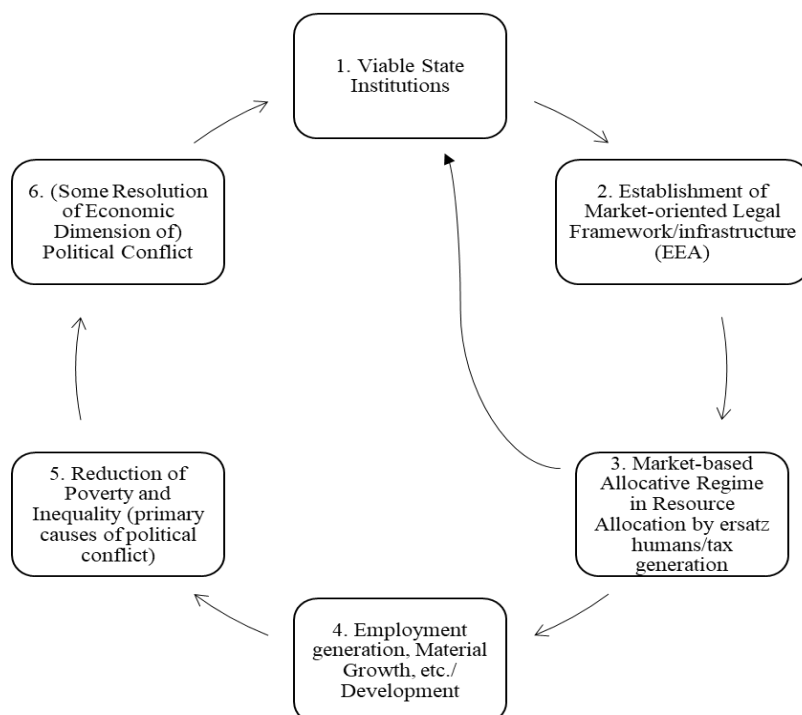 1. Viable State
Institutions
2. Establishment of
Market-oriented Legal
Framework/infrastructure
(EEA)
3. Market-based
Allocative Regime
in Resource
Allocation by ersatz
humans/tax
generation
4. Employment
generation, Material
Growth, etc./
Development
5. Reduction of
Poverty and
Inequality (primary
causes of political
conflict)
6. (Some Resolution
of Economic
Dimension of)
Political Conflict